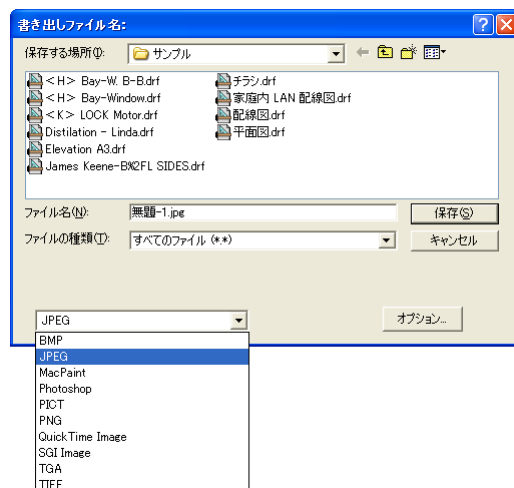 書き出しファイル名:
保存する場所(I):
サンプル
<H> Bay-W. B-B.drf
<H> Bay-Window.drf
<K> LOCK Motor.drf
Distilation - Linda.drf
Elevation A3.drf
James Keene-B%2FL SIDES.drf
チラシ.drf
家庭内 LAN 配線図.drf
配線図.drf
平面図.drf
ファイル名(N):
無題-1.jpg
保存(S)
ファイルの種類(T):
すべてのファイル (*.*)
キャンセル
JPEG
オプション...
BMP
JPEG
MacPaint
Photoshop
PICT
PNG
QuickTime Image
SGI Image
TGA
TIFF